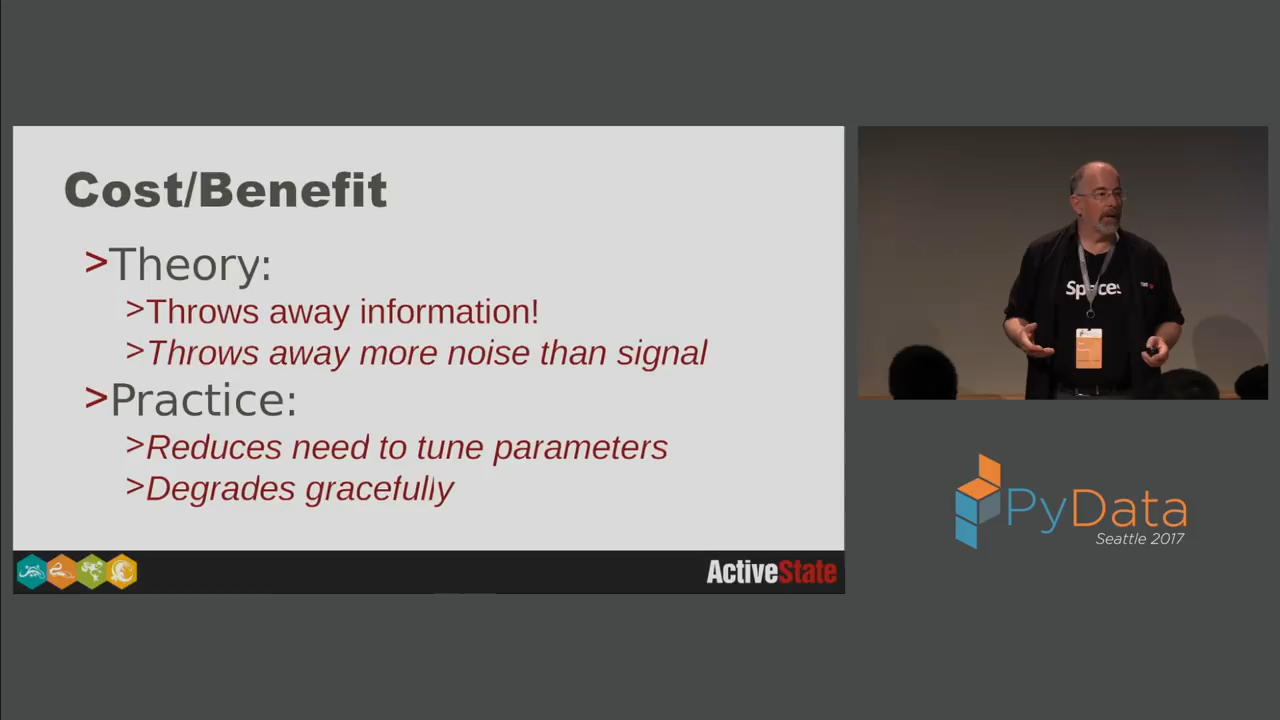 Cost/Benefit
>Theory:
>Throws away information!
>Throws away more noise than signal
>Practice:
>Reduces need to tune parameters
>Degrades gracefully
ActiveState
Spaces
PyData
Seattle 2017